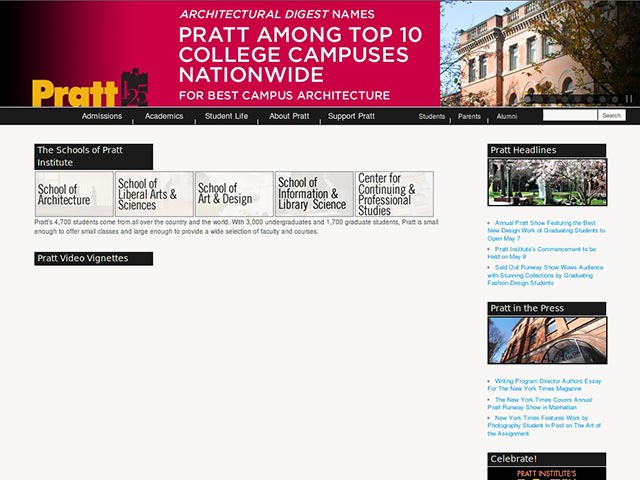 ARCHITECTURAL DIGEST NAMES
PRATT AMONG TOP 10
COLLEGE CAMPUSES
NATIONWIDE
FOR BEST CAMPUS ARCHITECTURE
Pratt 125
Admissions
Academics
Student Life
About Pratt
Support Pratt
Students
Parents
Alumni
Search
The Schools of Pratt
Institute
School of
Architecture
School of
Liberal Arts &
Sciences
School of
Art & Design
School of
Information &
Library Science
Center for
Continuing &
Professional
Studies
Pratt's 4,700 students come from all over the country and the world. With 3,000 undergraduates and 1,700 graduate students, Pratt is small
enough to offer small classes and large enough to provide a wide selection of faculty and courses.
Pratt Video Vignettes
Pratt Headlines
Annual Pratt Show Featuring the Best
New Design Work of Graduating Students to
Open May 7
Pratt Institute's Commencement to be
Held on May 9
Sold Out Runway Show Wows Audience
with Stunning Collections by Graduating
Fashion Design Students
Pratt in the Press
Writing Program Director Authors Essay
For The New York Times Magazine
The New York Times Covers Annual
Pratt Runway Show in Manhattan
New York Times Features Work by
Photography Student in Post on The Art of
the Assignment
Celebrate!
PRATT INSTITUTE'S